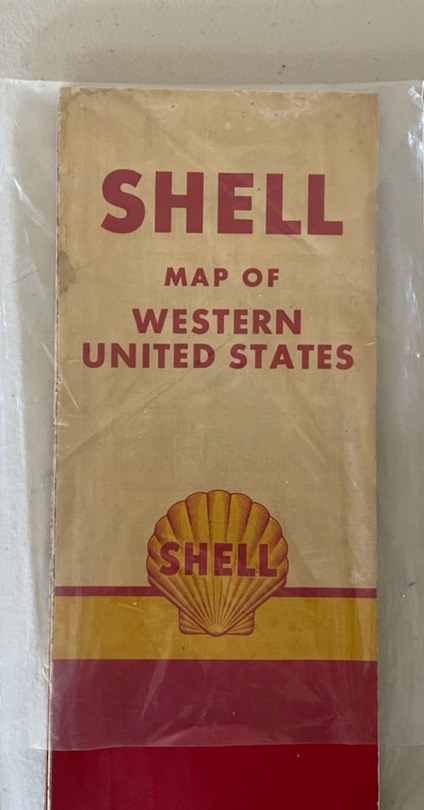 SHELL
MAP OF
WESTERN
UNITED STATES
SHELL